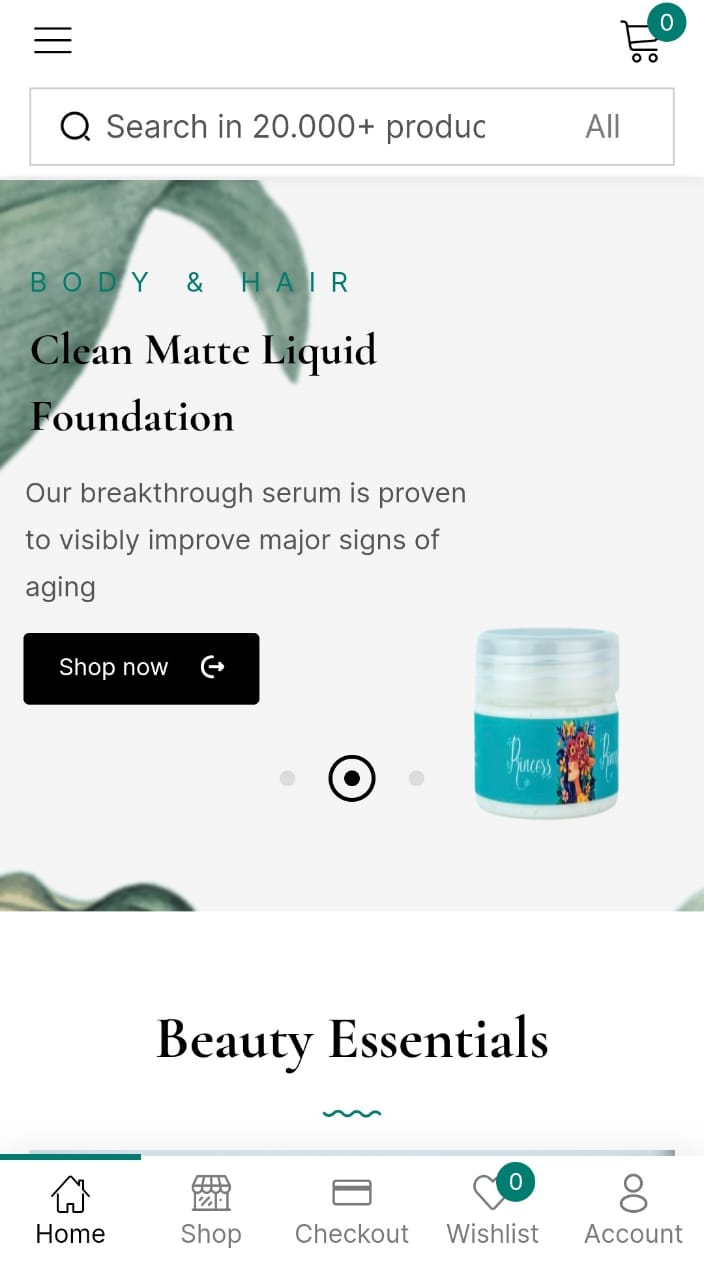 0
Search in 20.000+ produc
All
BODY & HAIR
Clean Matte Liquid
Foundation
Our breakthrough serum is proven
to visibly improve major signs of
aging
Shop now
Princess
Beauty Essentials
0
Home
Shop
Checkout
Wishlist
Account